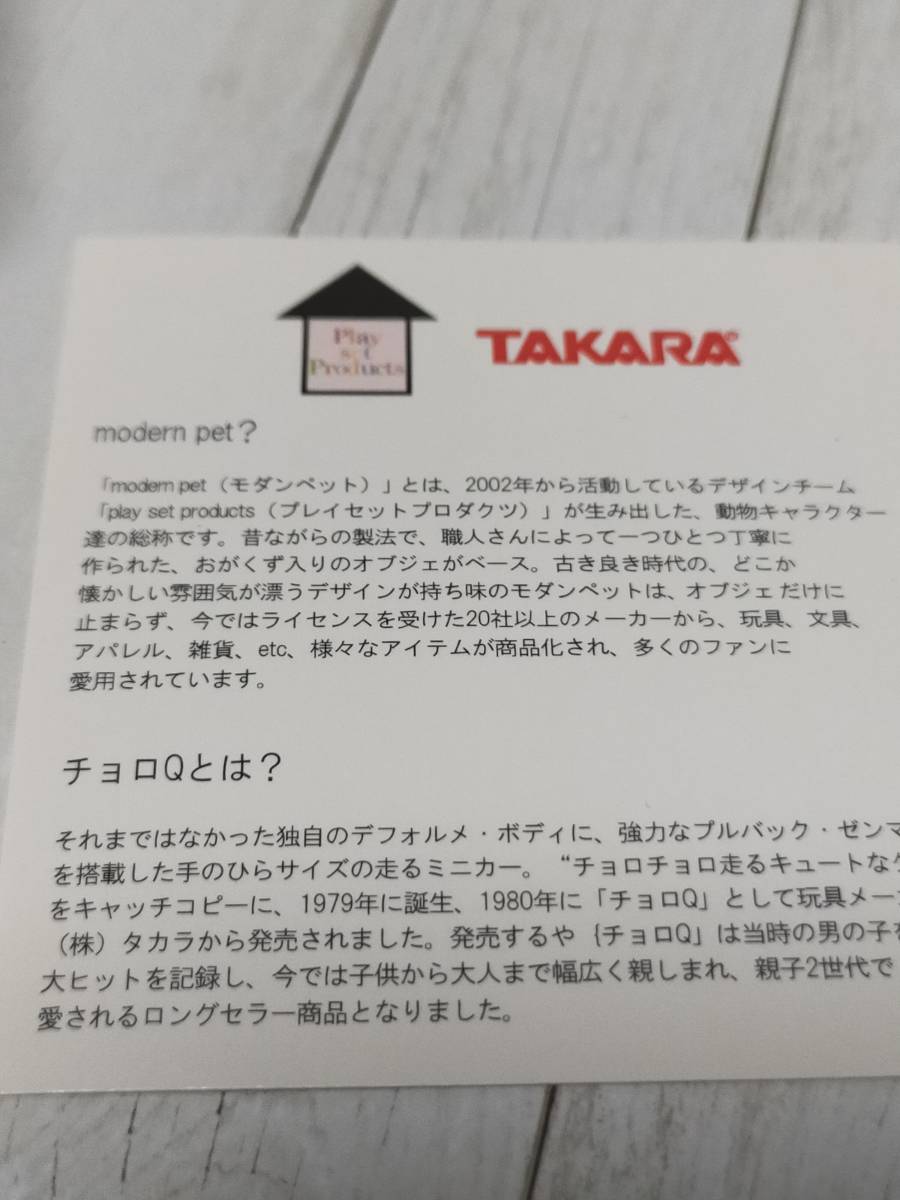 Play
set
Products
TAKARA
modern pet？
「modern pet（モダンペット）」とは、2002年から活動しているデザインチーム
「play set products（プレイセットプロダクツ）」が生み出した、動物キャラクター
達の総称です。昔ながらの製法で、職人さんによって一つひとつ丁寧に
作られた、おがくず入りのオブジェがベース。古き良き時代の、どこか
懐かしい雰囲気が漂うデザインが持ち味のモダンペットは、オブジェだけに
止まらず、今ではライセンスを受けた20社以上のメーカーから、玩具、文具、
アパレル、雑貨、etc、様々なアイテムが商品化され、多くのファンに
愛用されています。
チョロQとは？
それまではなかった独自のデフォルメ・ボディに、強力なプルバック・ゼンマ
を搭載した手のひらサイズの走るミニカー。“チョロチョロ走るキュートな
をキャッチコピーに、1979年に誕生、1980年に「チョロQ」として玩具メー
（株）タカラから発売されました。発売するや｛チョロQ」は当時の男の子を
大ヒットを記録し、今では子供から大人まで幅広く親しまれ、親子2世代で
愛されるロングセラー商品となりました。